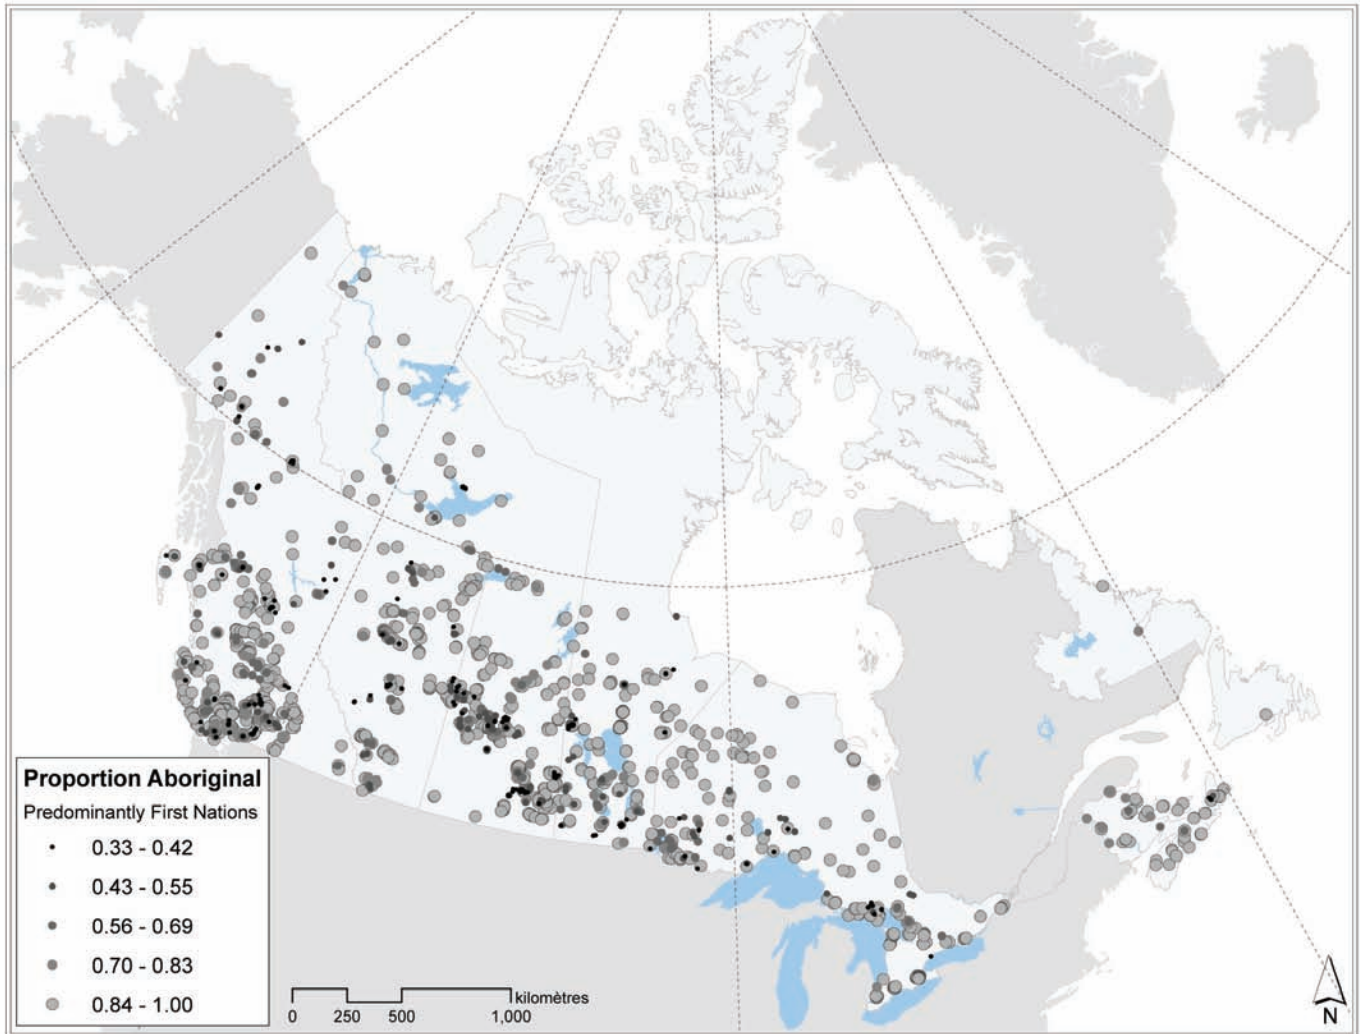 Proportion Aboriginal
Predominantly First Nations
0.33 - 0.42
0.43 - 0.55
0.56 - 0.69
0.70 - 0.83
0.84 - 1.00
kilomètres
0 250 500 1,000
N